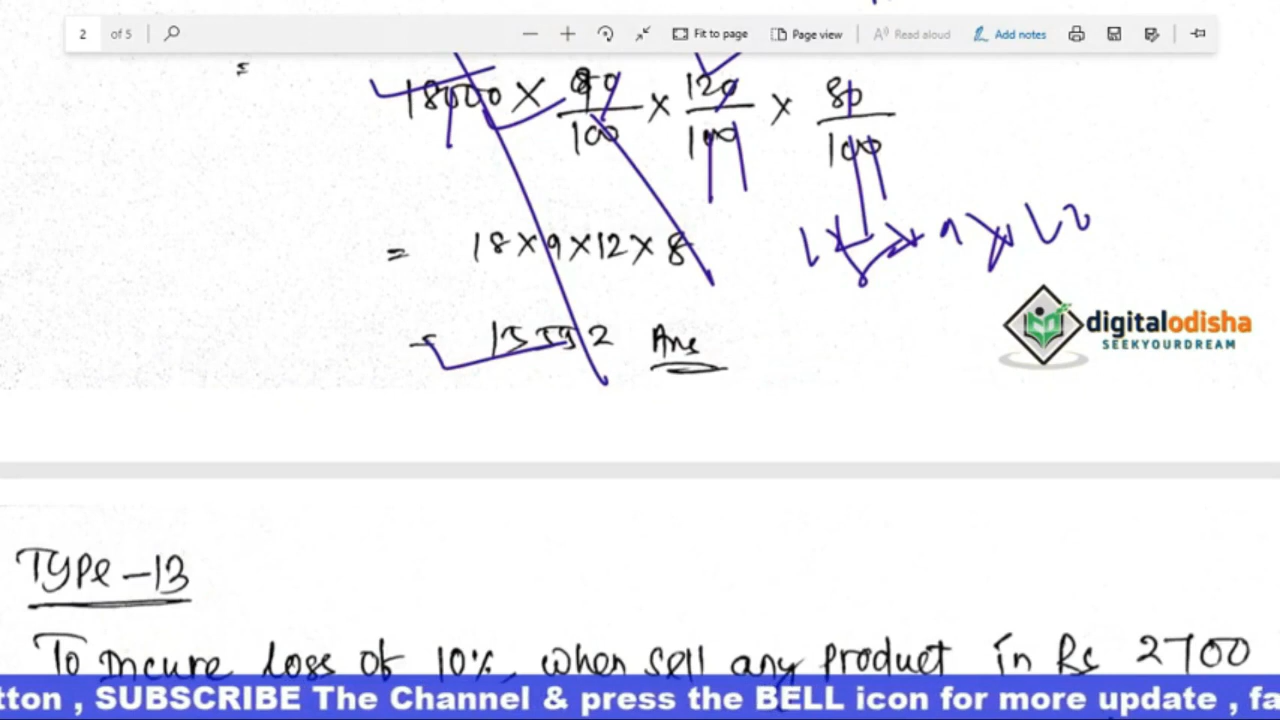 2 of 5 Fit to page Page view Read aloud Add notes
= 18000 × 90/100 × 120/100 × 80/100
= 18×9×12×8
= 15552 Ans
digitalodisha
SEEKYOURDREAM
TYPe -13
To Incure loss of 10%, when sell any product in Rs 2700
tton , SUBSCRIBE The Channel & press the BELL icon for more update , fa